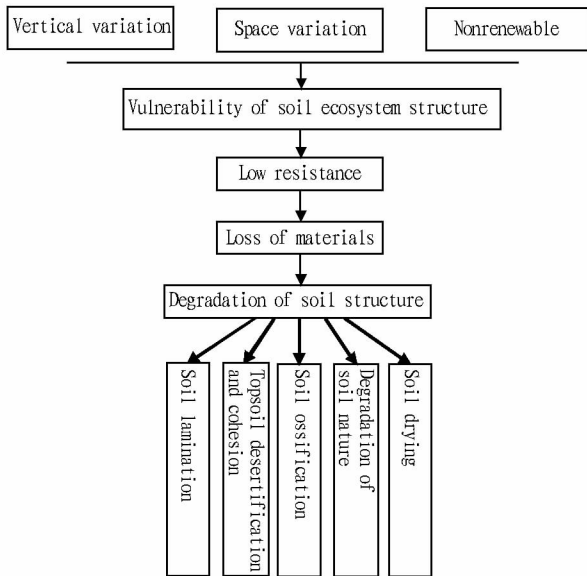 Vertical variation
Space variation
Nonrenewable
Vulnerability of soil ecosystem structure
Low resistance
Loss of materials
Degradation of soil structure
Soil lamination
Topsoil desertification
and cohesion
Soil ossification
Degradation of
soil nature
Soil drying